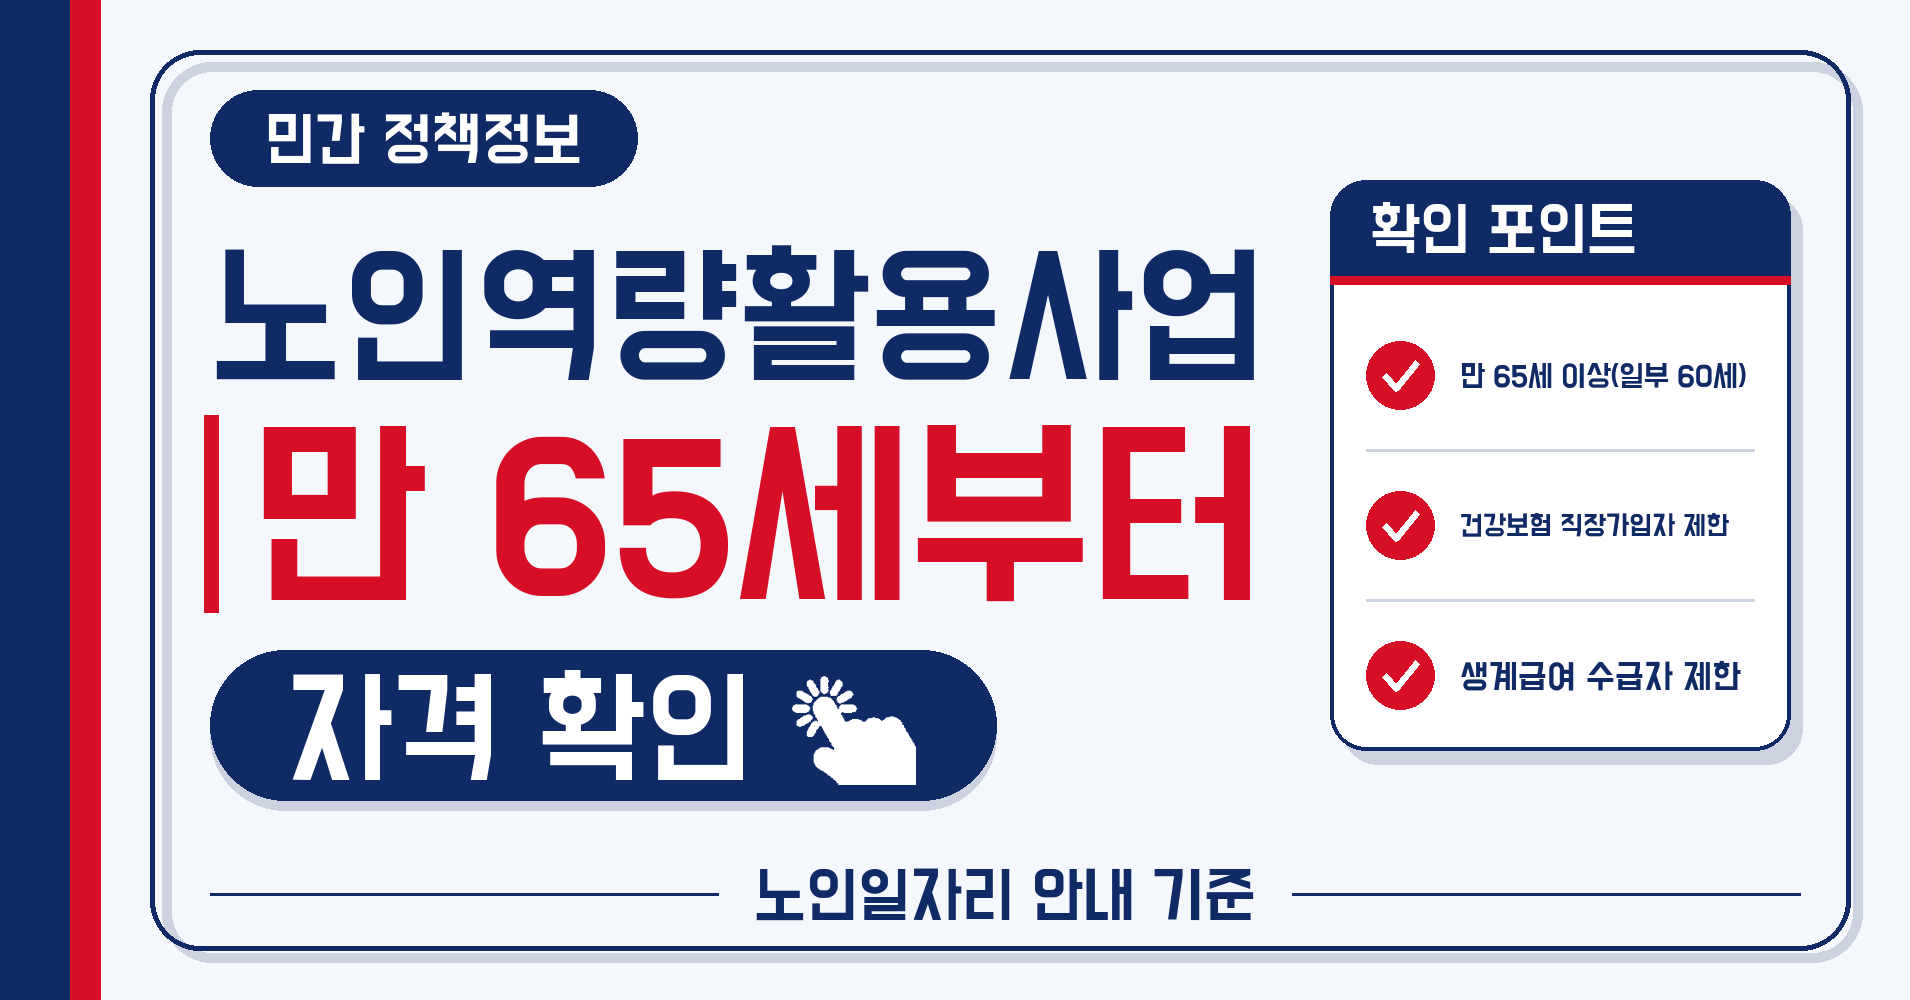 민간 정책정보
노인역량활용사업
만 65세부터
자격 확인
확인 포인트
만 65세 이상(일부 60세)
건강보험 직장가입자 제한
생계급여 수급자 제한
노인일자리 안내 기준